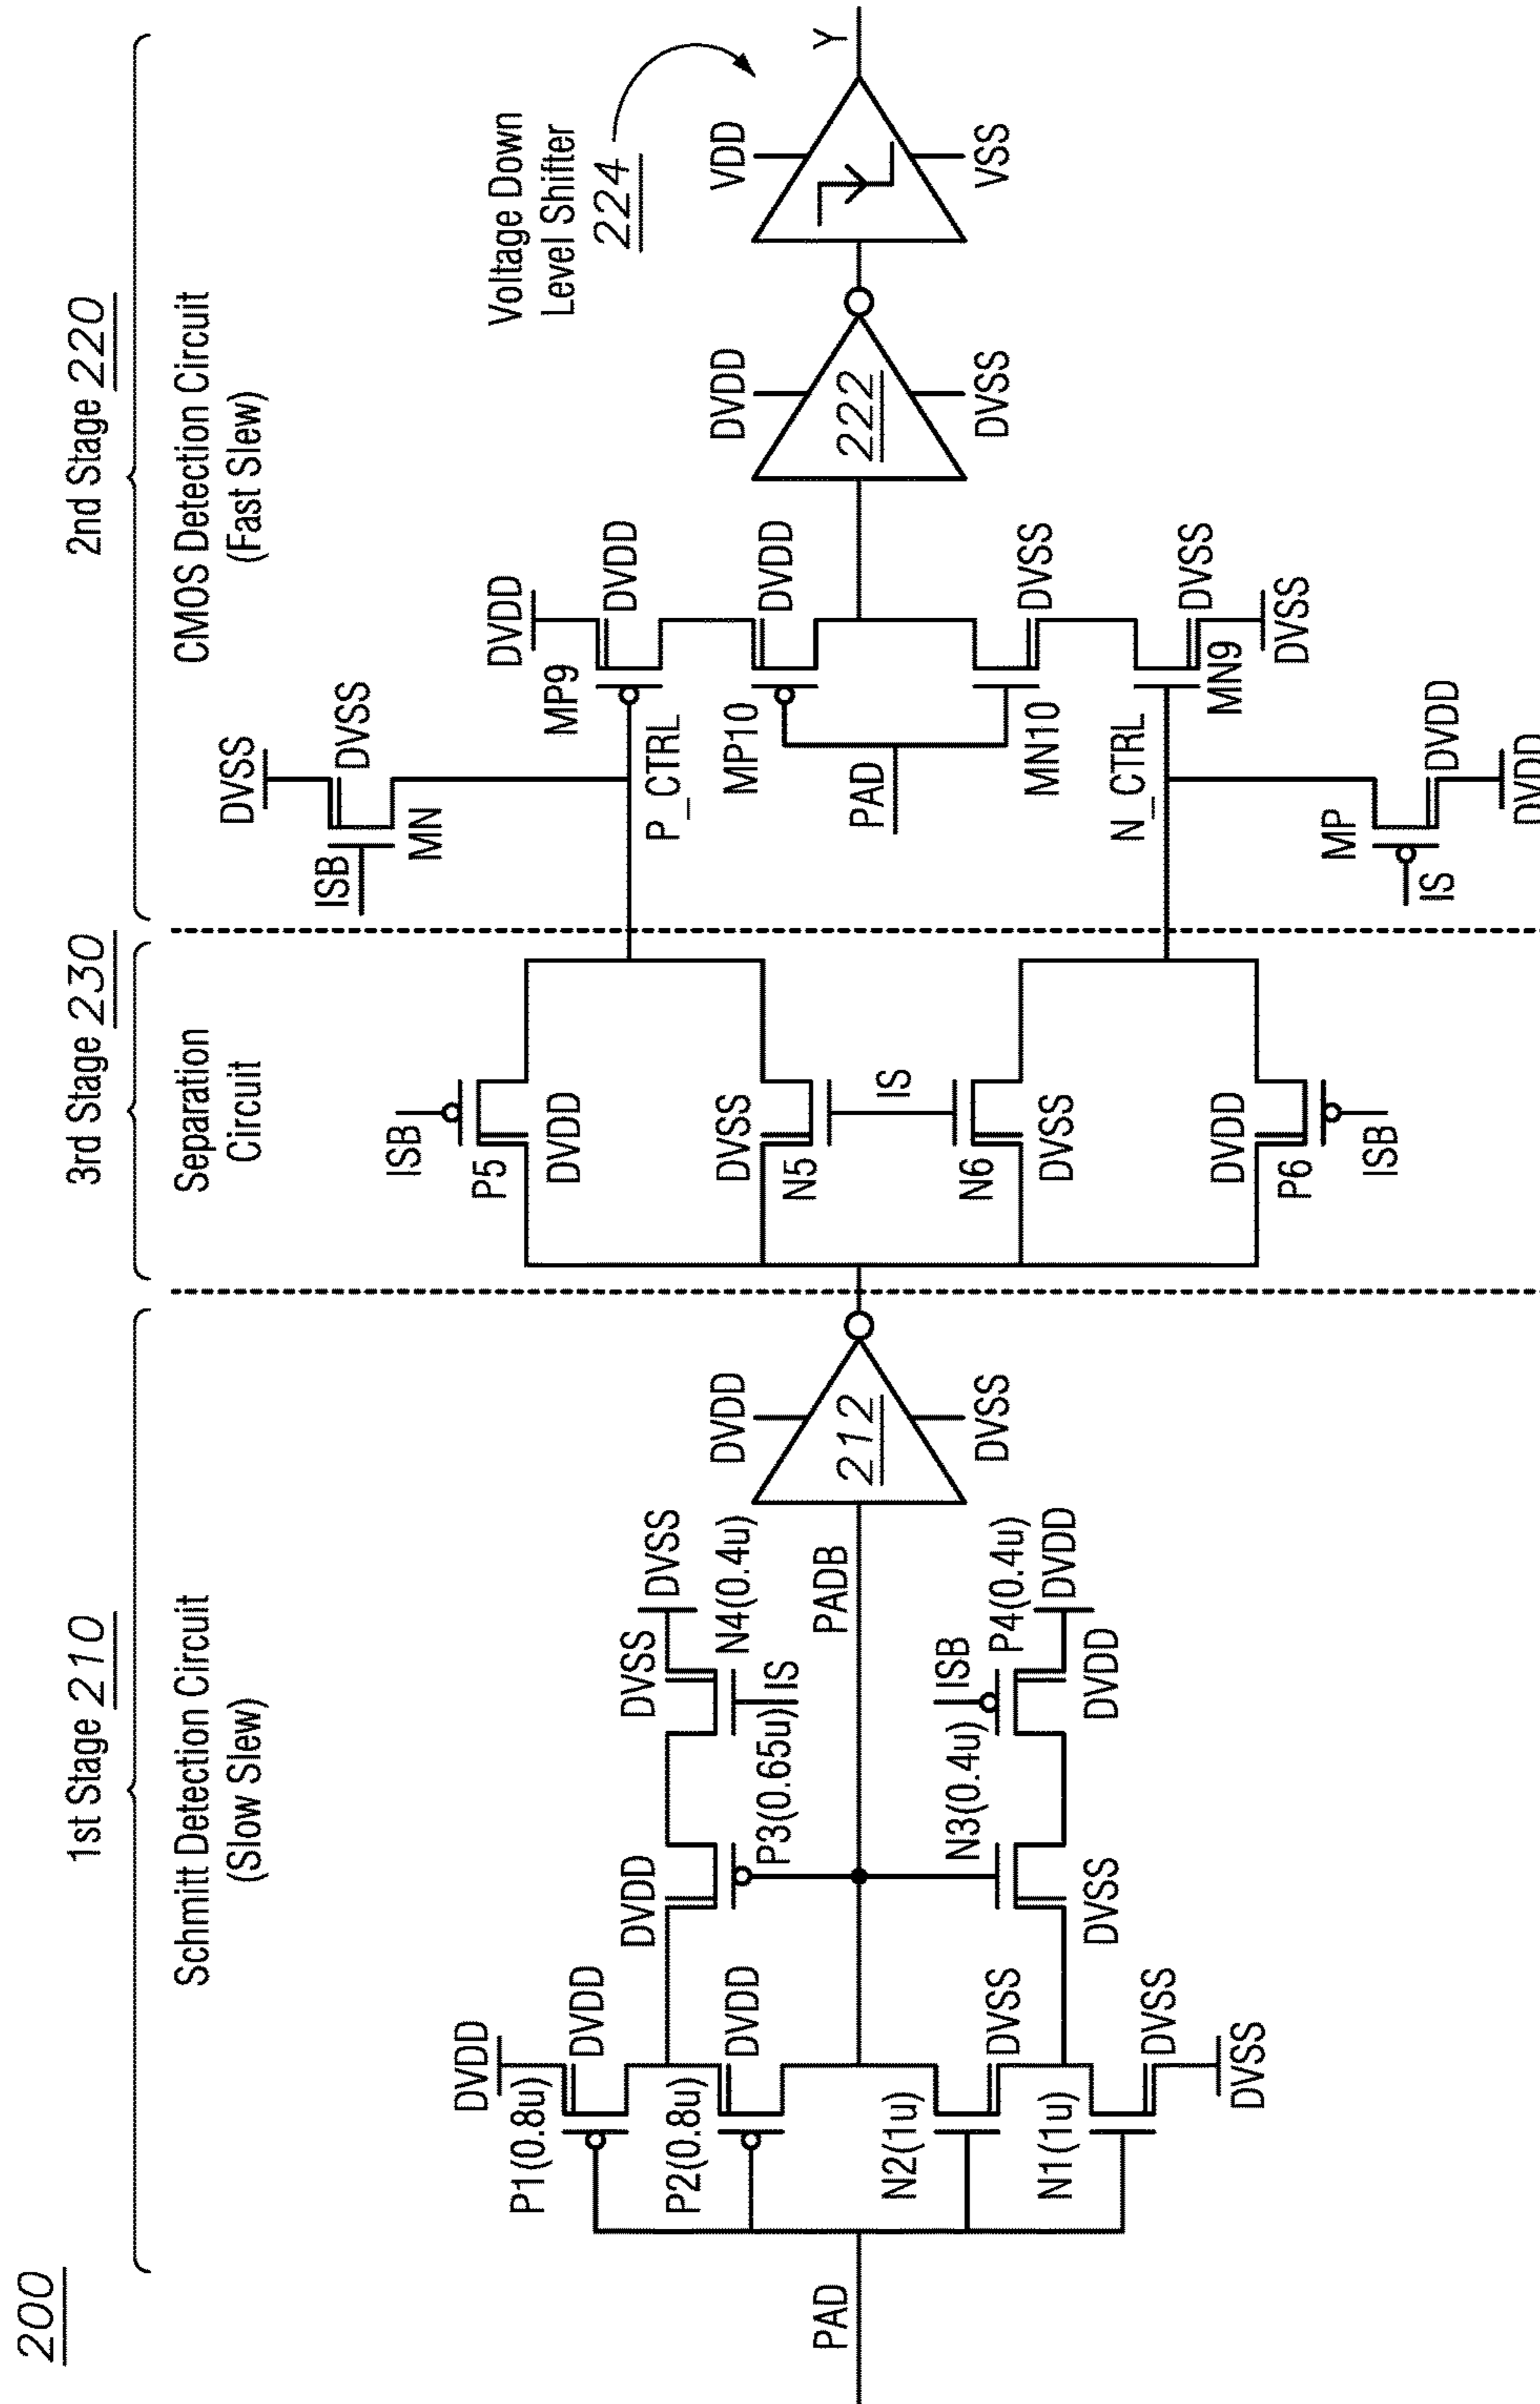 200
1st Stage 210
Schmitt Detection Circuit
(Slow Slew)
3rd Stage 230
Separation
Circuit
2nd Stage 220
CMOS Detection Circuit
(Fast Slew)
PAD
DVDD
P1(0.8u)
DVDD
P2(0.8u)
DVDD
N2(1u)
DVSS
N1(1u)
DVSS
DVSS
DVDD
P3(0.65u)
DVSS
DVSS
N4(0.4u)
IS
PADB
N3(0.4u)
DVSS
ISB
P4(0.4u)
DVDD
DVDD
DVDD
212
DVSS
ISB
P5
DVDD
DVSS
N5
IS
N6
DVSS
DVDD
P6
ISB
DVSS
DVSS
ISB
MN
P_CTRL
DVDD
MP9
DVDD
MP10
DVDD
PAD
MN10
DVSS
N_CTRL
MN9
DVSS
DVSS
MP
IS
DVDD
DVDD
DVDD
222
DVSS
Voltage Down
Level Shifter
224
VDD
VSS
Y